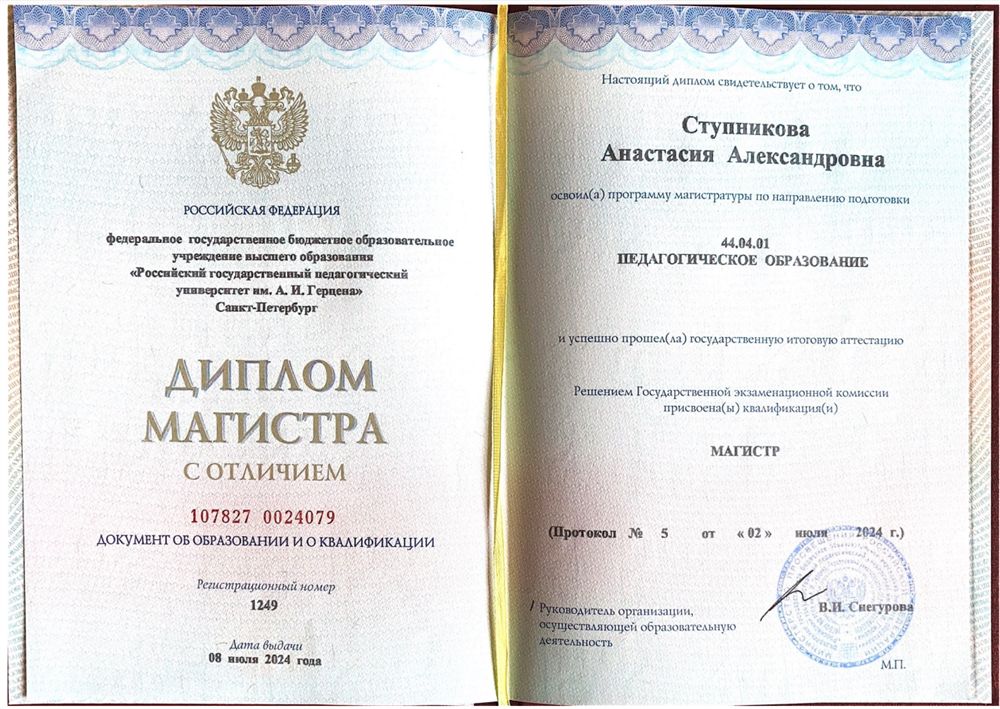 РОССИЙСКАЯ ФЕДЕРАЦИЯ
федеральное государственное бюджетное образовательное
учреждение высшего образования
«Российский государственный педагогический
университет им. А. И. Герцена»
Санкт-Петербург
ДИПЛОМ
МАГИСТРА
С ОТЛИЧИЕМ
107827 0024079
ДОКУМЕНТ ОБ ОБРАЗОВАНИИ И О КВАЛИФИКАЦИИ
Регистрационный номер
1249
Дата выдачи
08 июля 2024 года
Настоящий диплом свидетельствует о том, что
Ступникова
Анастасия Александровна
освоил(а) программу магистратуры по направлению подготовки
44.04.01
ПЕДАГОГИЧЕСКОЕ ОБРАЗОВАНИЕ
и успешно прошел(ла) государственную итоговую аттестацию
Решением Государственной экзаменационной комиссии
присвоена(ы) квалификация(и)
МАГИСТР
(Протокол № 5 от « 02 » июля 2024 г.)
/ Руководитель организации,
осуществляющей образовательную
деятельность
В.И. Снегурова
М.П.